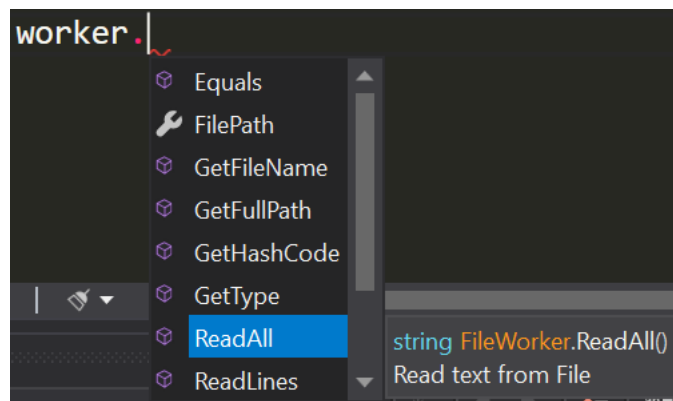 worker.
Equals
FilePath
GetFileName
GetFullPath
GetHashCode
GetType
ReadAll
ReadLines
string FileWorker.ReadAll()
Read text from File